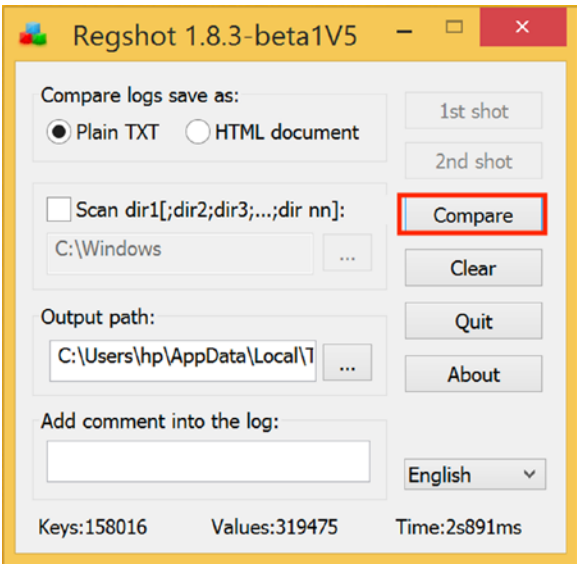 Regshot 1.8.3-beta1V5
Compare logs save as:
Plain TXT HTML document
1st shot
2nd shot
Scan dir1[;dir2;dir3;...;dir nn]:
C:\Windows ...
Compare
Clear
Output path:
C:\Users\hp\AppData\Local\T ...
Quit
About
Add comment into the log:
English
Keys:158016 Values:319475 Time:2s891ms